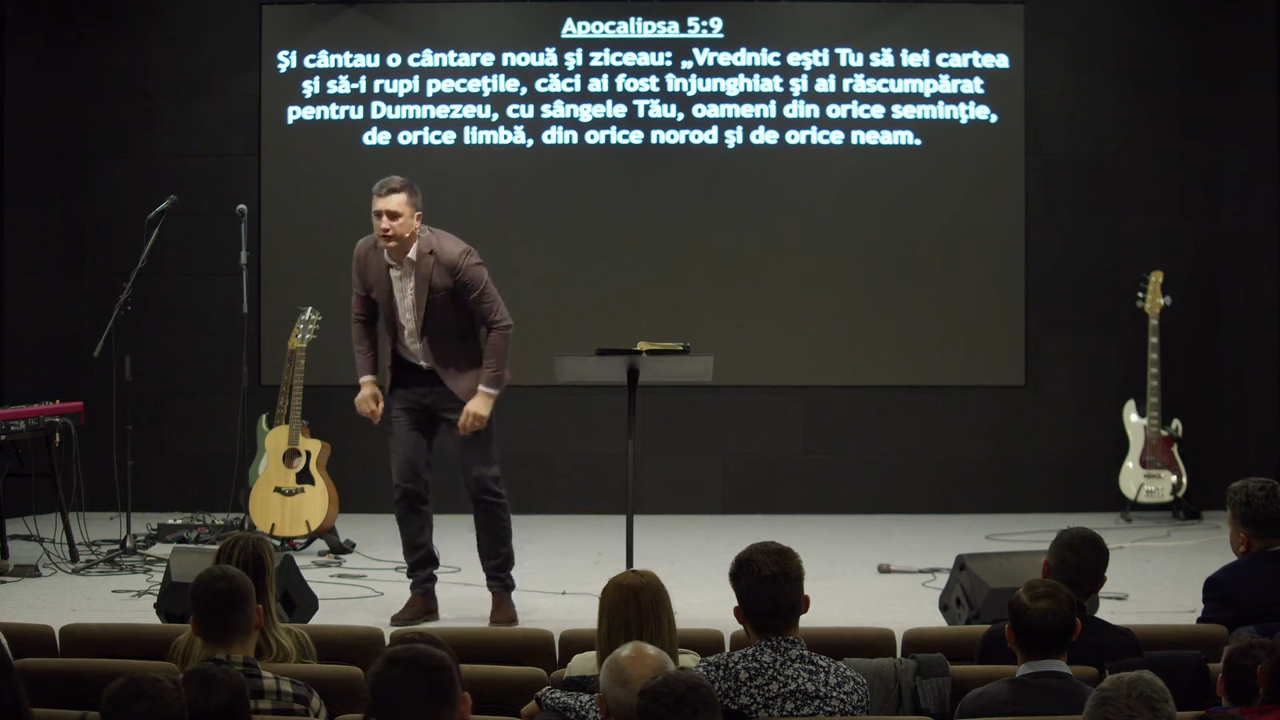 Apocalipsa 5:9
Şi cântau o cântare nouă şi ziceau: „Vrednic eşti Tu să iei cartea
şi să-i rupi peceţile, căci ai fost înjunghiat şi ai răscumpărat
pentru Dumnezeu, cu sângele Tău, oameni din orice seminţie,
de orice limbă, din orice norod şi de orice neam.